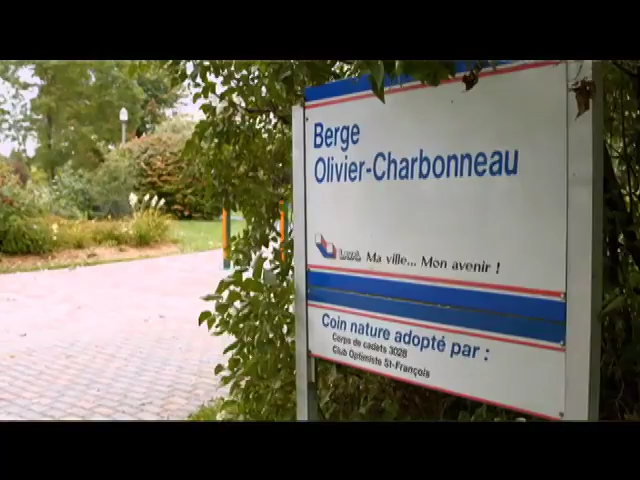 Berge
Olivier-Charbonneau
Laval Ma ville... Mon avenir !
Coin nature adopté par :
Corps de cadets 3028
Club Optimiste St-François